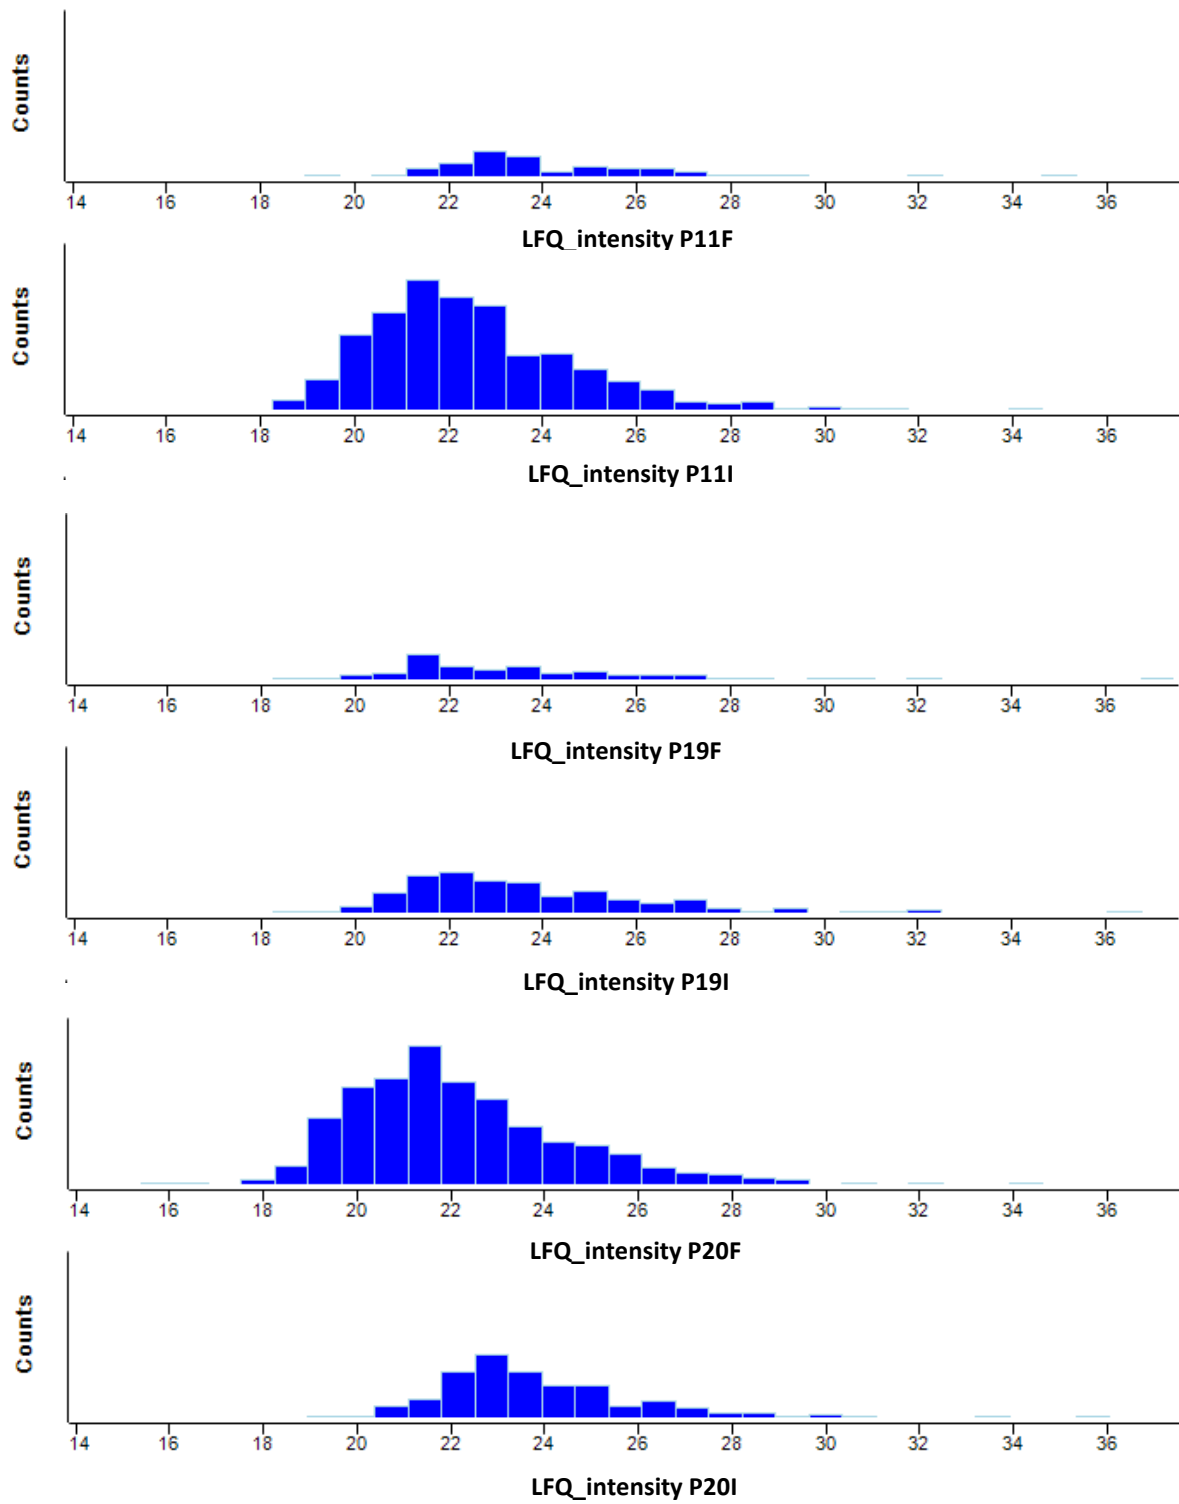 Counts
14 16 18 20 22 24 26 28 30 32 34 36
LFQ_intensity P11F
Counts
14 16 18 20 22 24 26 28 30 32 34 36
LFQ_intensity P11I
Counts
14 16 18 20 22 24 26 28 30 32 34 36
LFQ_intensity P19F
Counts
14 16 18 20 22 24 26 28 30 32 34 36
LFQ_intensity P19I
Counts
14 16 18 20 22 24 26 28 30 32 34 36
LFQ_intensity P20F
Counts
14 16 18 20 22 24 26 28 30 32 34 36
LFQ_intensity P20I